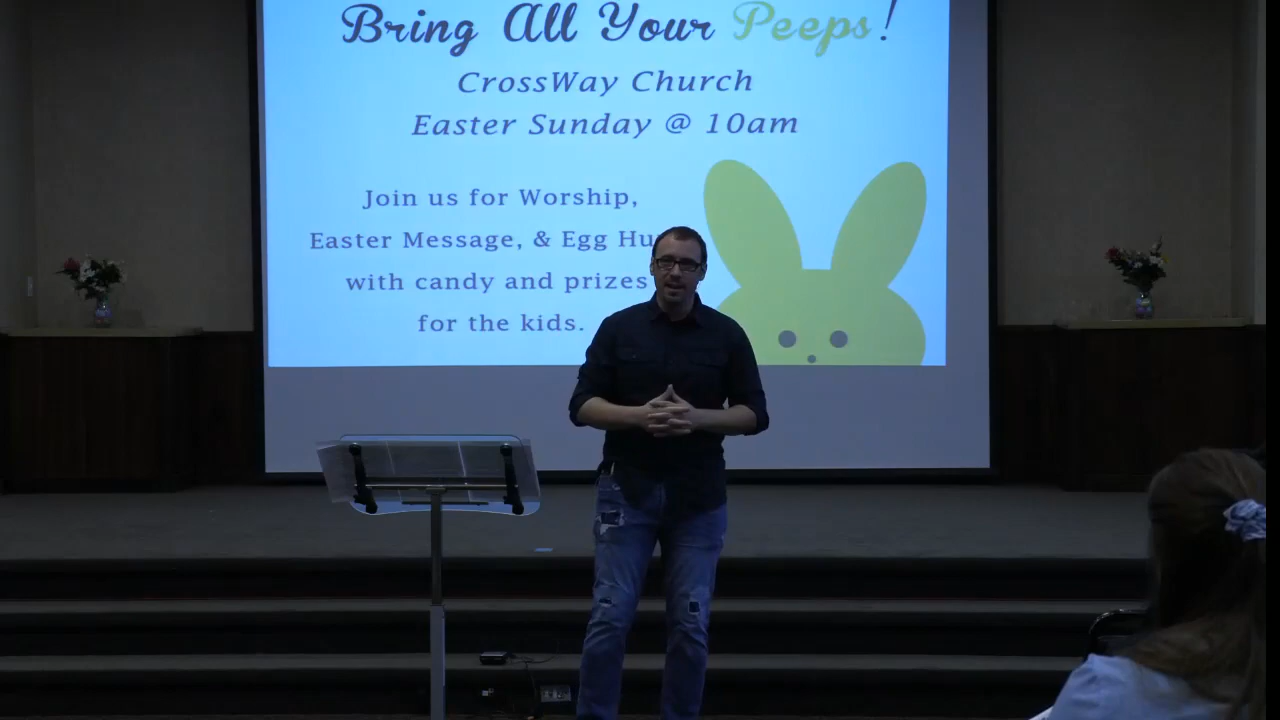 Bring All Your Peeps!
CrossWay Church
Easter Sunday @ 10am
Join us for Worship,
Easter Message, & Egg
with candy and prizes
for the kids.